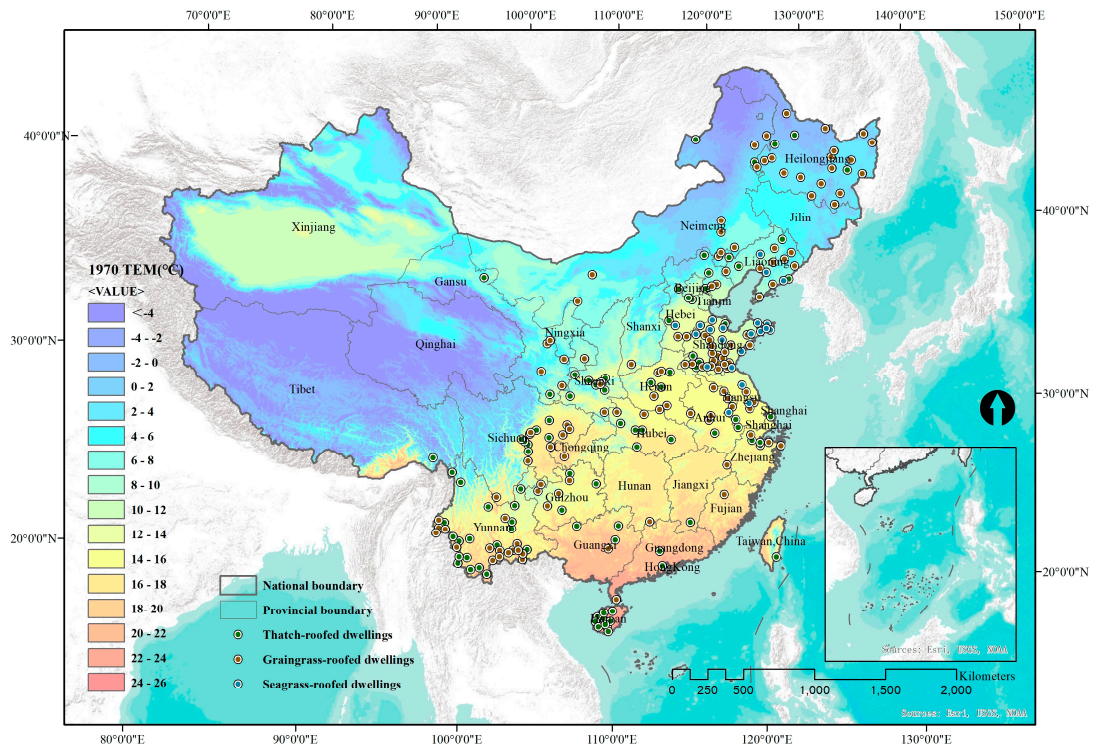 70°0'0"E 80°0'0"E 90°0'0"E 100°0'0"E 110°0'0"E 120°0'0"E 130°0'0"E 140°0'0"E 150°0'0"E
40°0'0"N
30°0'0"N
20°0'0"N
40°0'0"N
30°0'0"N
20°0'0"N
Heilongjiang
Jilin
Neimeng
Xinjiang
Liaoning
Gansu
Beijing
Tianjin
Hebei
Shanxi
Ningxia
Qinghai
Shandong
Tibet
Shannxi
Henan
Jiangsu
Shanghai
Anhui
Shanghai
Sichuan
Hubei
Chongqing
Zhejiang
Hunan
Jiangxi
Guizhou
Fujian
Yunnan
Taiwan,China
Guangxi
Guangdong
HongKong
Hainan
1970 TEM(℃)
<VALUE>
<-4
-4 - -2
-2 - 0
0 - 2
2 - 4
4 - 6
6 - 8
8 - 10
10 - 12
12 - 14
14 - 16
16 - 18
18- 20
20 - 22
22 - 24
24 - 26
National boundary
Provincial boundary
Thatch-roofed dwellings
Graingrass-roofed dwellings
Seagrass-roofed dwellings
Sources: Esri, USGS, NOAA
Kilometers
0 250 500 1,000 1,500 2,000
Sources: Esri, USGS, NOAA
80°0'0"E 90°0'0"E 100°0'0"E 110°0'0"E 120°0'0"E 130°0'0"E